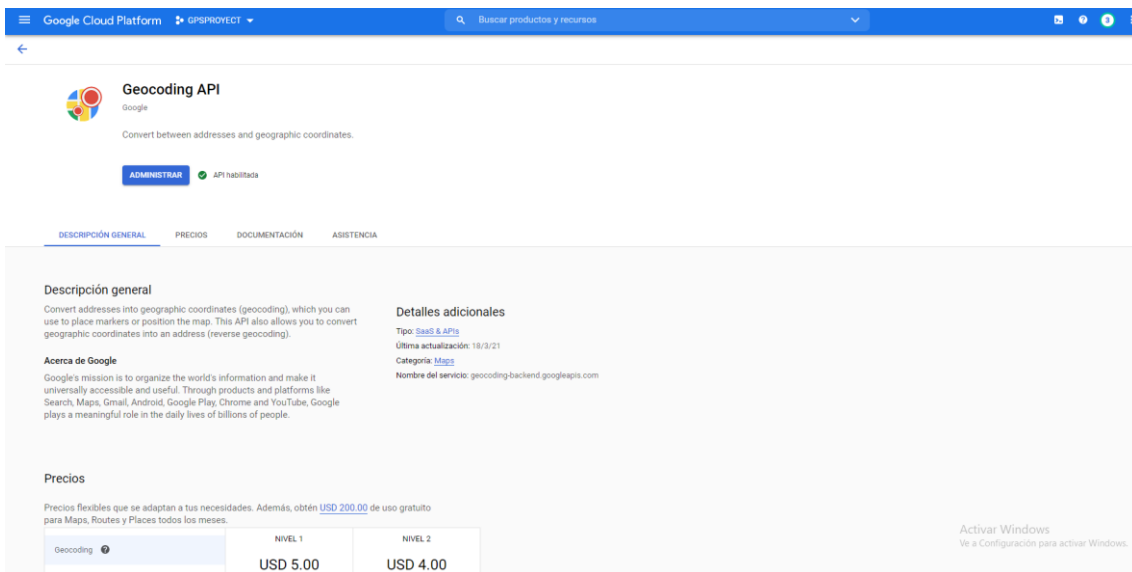 Google Cloud Platform GPSPROYECT Buscar productos y recursos 3
Geocoding API
Google
Convert between addresses and geographic coordinates.
ADMINISTRAR API habilitada
DESCRIPCIÓN GENERAL PRECIOS DOCUMENTACIÓN ASISTENCIA
Descripción general
Convert addresses into geographic coordinates (geocoding), which you can
use to place markers or position the map. This API also allows you to convert
geographic coordinates into an address (reverse geocoding).
Acerca de Google
Google's mission is to organize the world's information and make it
universally accessible and useful. Through products and platforms like
Search, Maps, Gmail, Android, Google Play, Chrome and YouTube, Google
plays a meaningful role in the daily lives of billions of people.
Detalles adicionales
Tipo: SaaS & APIs
Última actualización: 18/3/21
Categoría: Maps
Nombre del servicio: geocoding-backend.googleapis.com
Precios
Precios flexibles que se adaptan a tus necesidades. Además, obtén USD 200.00 de uso gratuito
para Maps, Routes y Places todos los meses.
Geocoding
NIVEL 1
USD 5.00
NIVEL 2
USD 4.00
Activar Windows
Ve a Configuración para activar Windows.